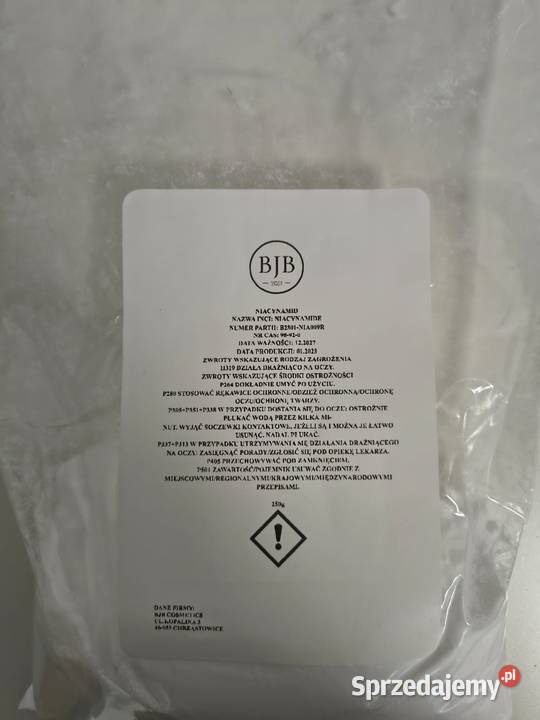 BJB
NIACYNAMID
NAZWA INCI: NIACYNAMIDE
NUMER PARTII: B2301-NIA009R
NR CAS: 98-92-0
DATA WAŻNOŚCI: 12.2027
DATA PRODUKCJI: 01.2023
ZWROTY WSKAZUJĄCE RODZAJ ZAGROŻENIA
H319 DZIAŁA DRAŻNIĄCO NA OCZY.
ZWROTY WSKAZUJĄCE ŚRODKI OSTROŻNOŚCI
P264 DOKŁADNIE UMYĆ PO UŻYCIU.
P280 STOSOWAĆ RĘKAWICE OCHRONNE/ODZIEŻ OCHRONNĄ/OCHRONĘ
OCZU/OCHRONĘ TWARZY.
P305+P351+P338 W PRZYPADKU DOSTANIA SIĘ DO OCZU: OSTROŻNIE
PŁUKAĆ WODĄ PRZEZ KILKA MI-
NUT. WYJĄĆ SOCZEWKI KONTAKTOWE, JEŻELI SĄ I MOŻNA JE ŁATWO
USUNĄĆ. NADAL PŁUKAĆ.
P337+P313 W PRZYPADKU UTRZYMYWANIA SIĘ DZIAŁANIA DRAŻNIĄCEGO
NA OCZY: ZASIĘGNĄĆ PORADY/ZGŁOSIĆ SIĘ POD OPIEKĘ LEKARZA.
P405 PRZECHOWYWAĆ POD ZAMKNIĘCIEM.
P501 ZAWARTOŚĆ/POJEMNIK USUWAĆ ZGODNIE Z
MIEJSCOWYMI/REGIONALNYMI/KRAJOWYMI/MIĘDZYNARODOWYMI
PRZEPISAMI.
250g
DANE FIRMY:
BJB COSMETICS
UL. KOPALINA 3
CHRZĄSTOWICE
Sprzedajemy.pl